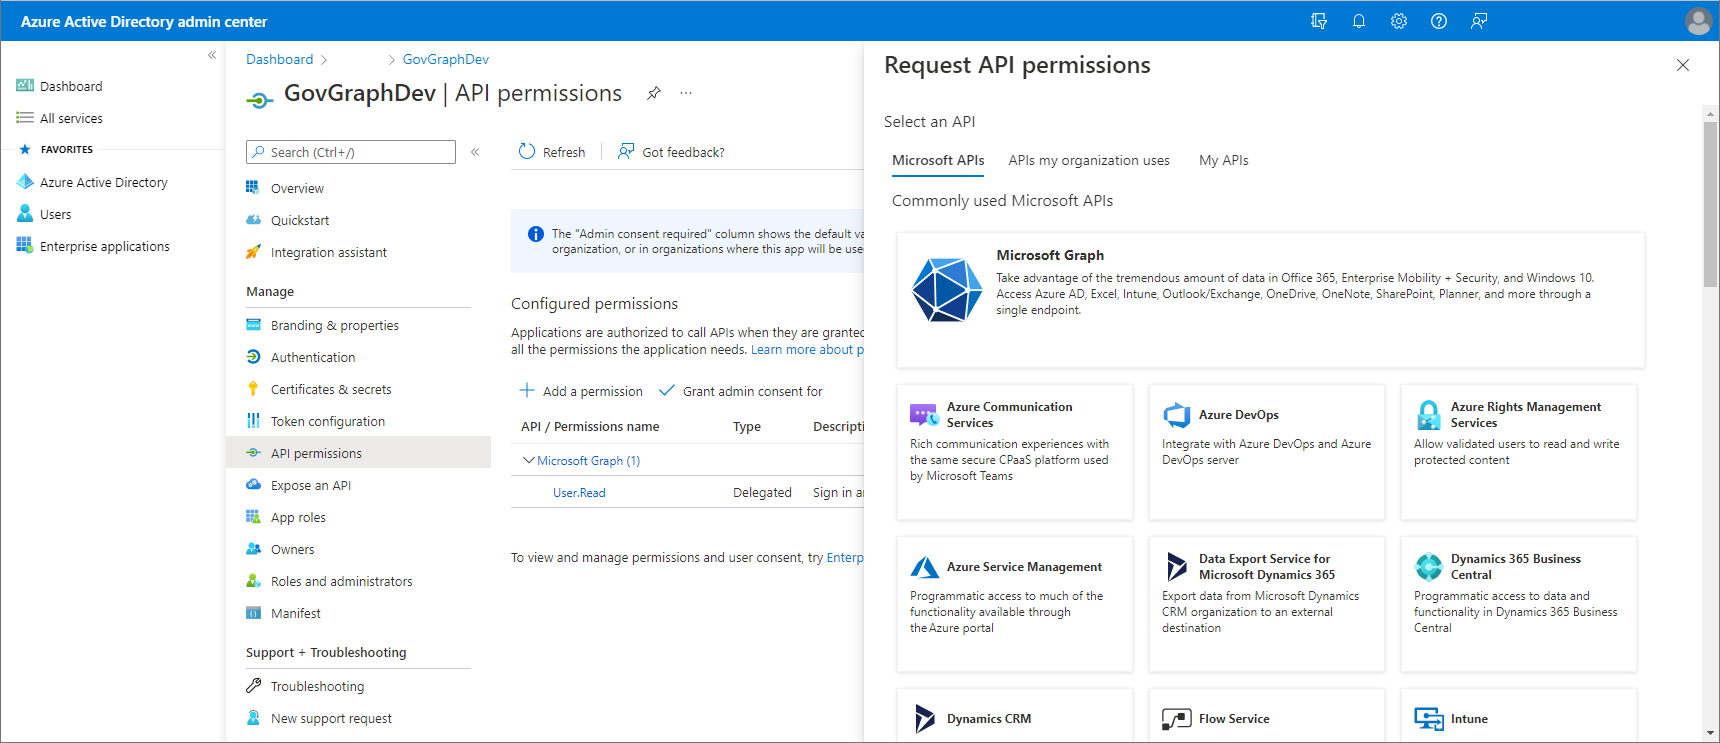 Azure Active Directory admin center
Dashboard
All services
FAVORITES
Azure Active Directory
Users
Enterprise applications
Dashboard
GovGraphDev
GovGraphDev | API permissions
Search (Ctrl+/)
Overview
Quickstart
Integration assistant
Manage
Branding & properties
Authentication
Certificates & secrets
Token configuration
API permissions
Expose an API
App roles
Owners
Roles and administrators
Manifest
Support + Troubleshooting
Troubleshooting
New support request
Refresh
Got feedback?
The "Admin consent required" column shows the default va
organization, or in organizations where this app will be used
Configured permissions
Applications are authorized to call APIs when they are granted
all the permissions the application needs. Learn more about p
Add a permission
Grant admin consent for
API / Permissions name
Type
Descripti
Microsoft Graph (1)
User.Read
Delegated
Sign in a
To view and manage permissions and user consent, try Enterp
Request API permissions
Select an API
Microsoft APIs
APIs my organization uses
My APIs
Commonly used Microsoft APIs
Microsoft Graph
Take advantage of the tremendous amount of data in Office 365, Enterprise Mobility + Security, and Windows 10.
Access Azure AD, Excel, Intune, Outlook/Exchange, OneDrive, OneNote, SharePoint, Planner, and more through a
single endpoint.
Azure Communication
Services
Rich communication experiences with
the same secure CPaaS platform used
by Microsoft Teams
Azure DevOps
Integrate with Azure DevOps and Azure
DevOps server
Azure Rights Management
Services
Allow validated users to read and write
protected content
Azure Service Management
Programmatic access to much of the
functionality available through
the Azure portal
Data Export Service for
Microsoft Dynamics 365
Export data from Microsoft Dynamics
CRM organization to an external
destination
Dynamics 365 Business
Central
Programmatic access to data and
functionality in Dynamics 365 Business
Central
Dynamics CRM
Flow Service
Intune